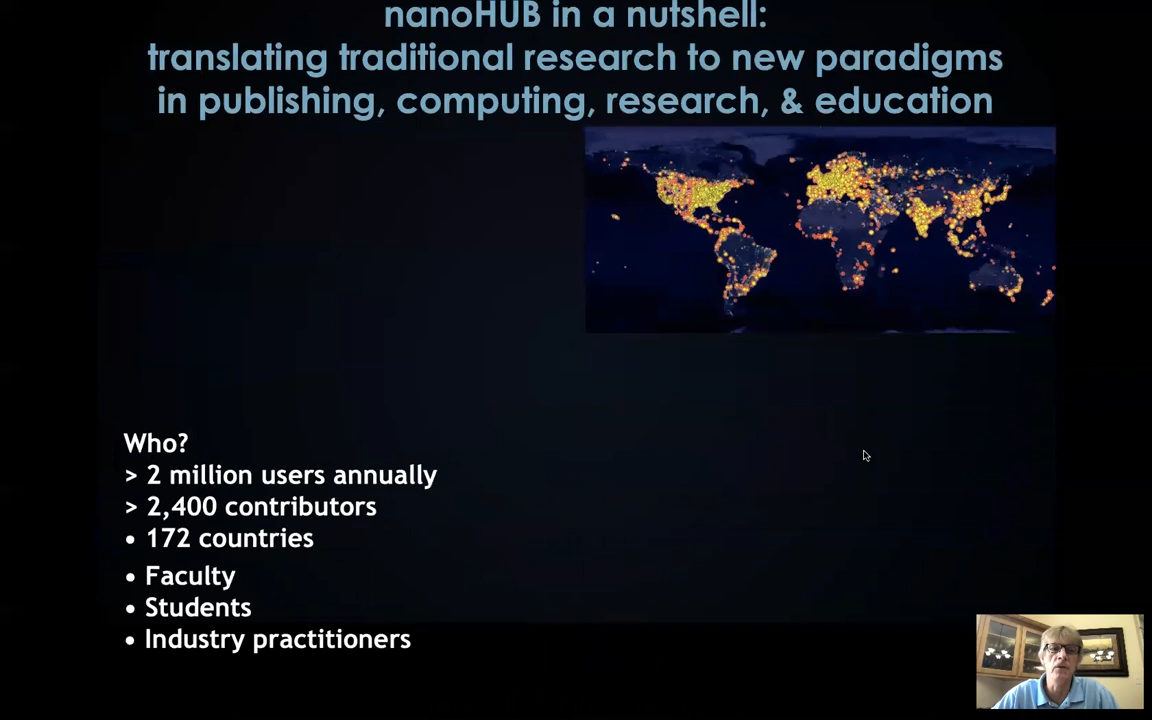 nanoHUB in a nutshell:
translating traditional research to new paradigms
in publishing, computing, research, & education
Who?
> 2 million users annually
> 2,400 contributors
• 172 countries
• Faculty
• Students
• Industry practitioners